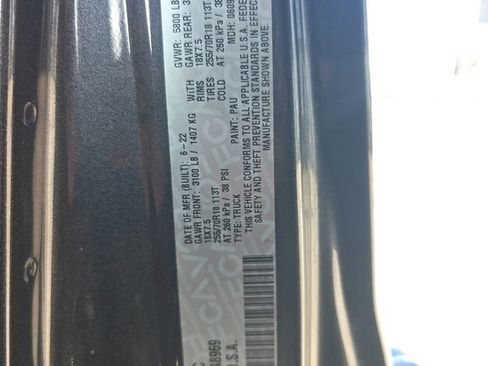 DATE OF MFR (BUILT): 6-22 GVWR: 5800 LB
GAWR FRONT: 3100 LB / 1407 KG WITH GAWR REAR: 3
18X7.5 RIMS 18X7.5
255/70R18 113T TIRES 255/70R18 113T
AT 260 kPa / 38 PSI COLD AT 260 kPa / 38
TYPE: TRUCK PAINT: PAU MDH: 0609
THIS VEHICLE CONFORMS TO ALL APPLICABLE U.S.A. FEDE
SAFETY AND THEFT PREVENTION STANDARDS IN EFFEC
MANUFACTURE SHOWN ABOVE.
C
48969
U.S.A.